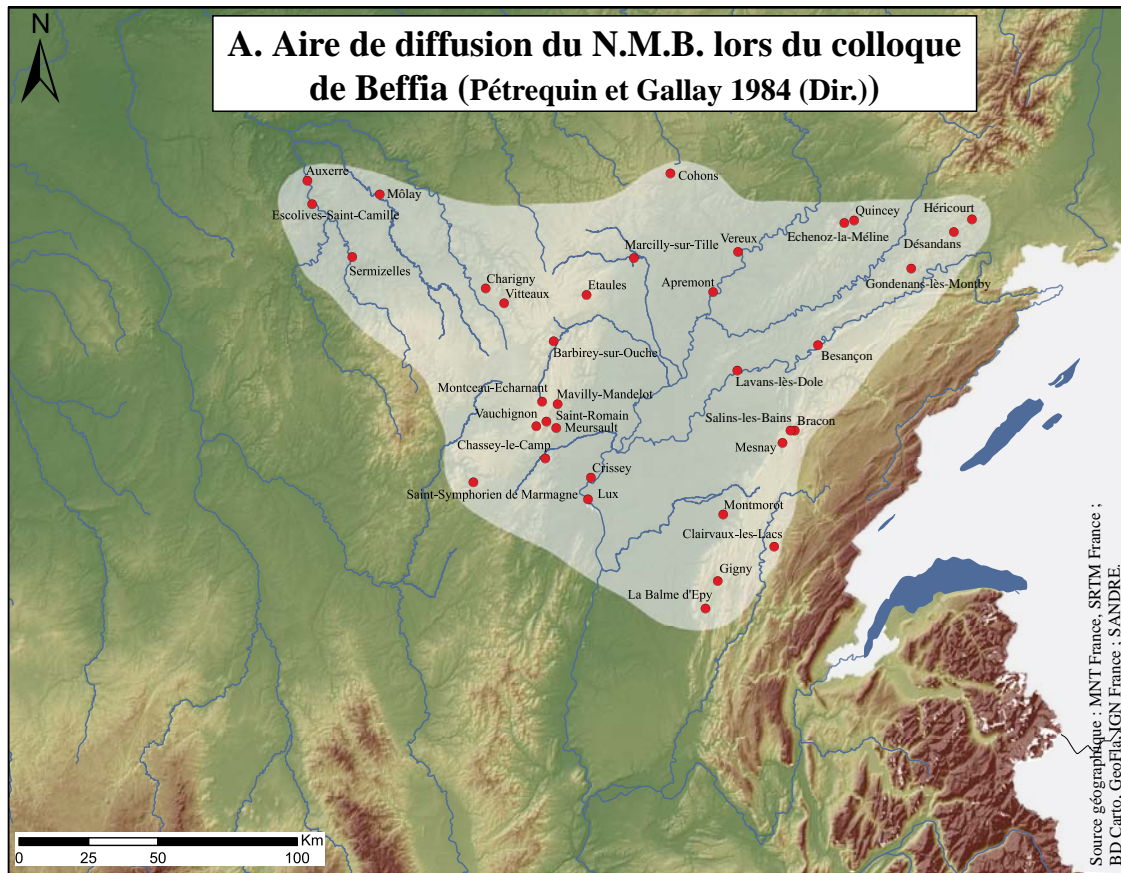 N
A. Aire de diffusion du N.M.B. lors du colloque
de Beffia (Pétrequin et Gallay 1984 (Dir.))
Auxerre
Môlay
Escolives-Saint-Camille
Sermizelles
Cohons
Quincey
Héricourt
Echenoz-la-Méline
Désandans
Marcilly-sur-Tille
Vereux
Gondenans-lès-Montby
Charigny
Vitteaux
Etaules
Apremont
Barbirey-sur-Ouche
Besançon
Lavans-lès-Dole
Montceau-Echarnant
Mavilly-Mandelot
Vauchignon
Saint-Romain
Meursault
Salins-les-Bains
Bracon
Mesnay
Chassey-le-Camp
Crissey
Saint-Symphorien de Marmagne
Lux
Montmorot
Clairvaux-les-Lacs
Gigny
La Balme d'Epy
Km
0 25 50 100
Source géographique : MNT France, SRTM France ;
BD Carto, GeoFla, IGN France ; SANDRE.